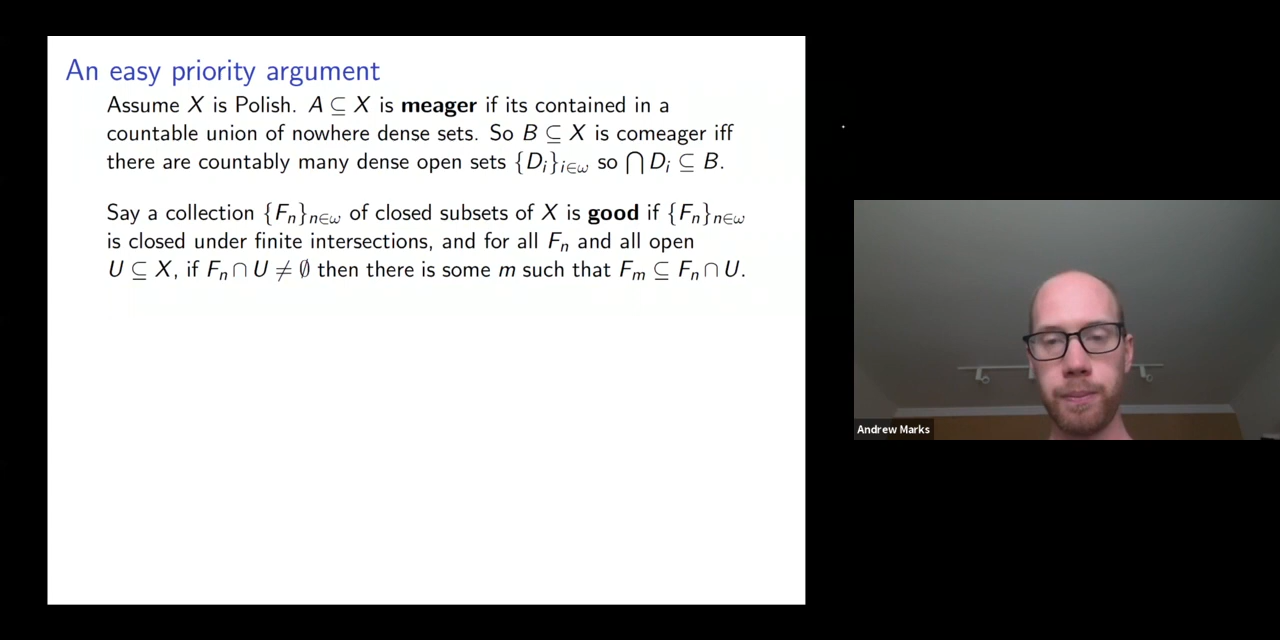 An easy priority argument
Assume X is Polish. A ⊆ X is meager if its contained in a
countable union of nowhere dense sets. So B ⊆ X is comeager iff
there are countably many dense open sets {D_i}_{i∈ω} so ⋂ D_i ⊆ B.
Say a collection {F_n}_{n∈ω} of closed subsets of X is good if {F_n}_{n∈ω}
is closed under finite intersections, and for all F_n and all open
U ⊆ X, if F_n ∩ U ≠ ∅ then there is some m such that F_m ⊆ F_n ∩ U.
Andrew Marks